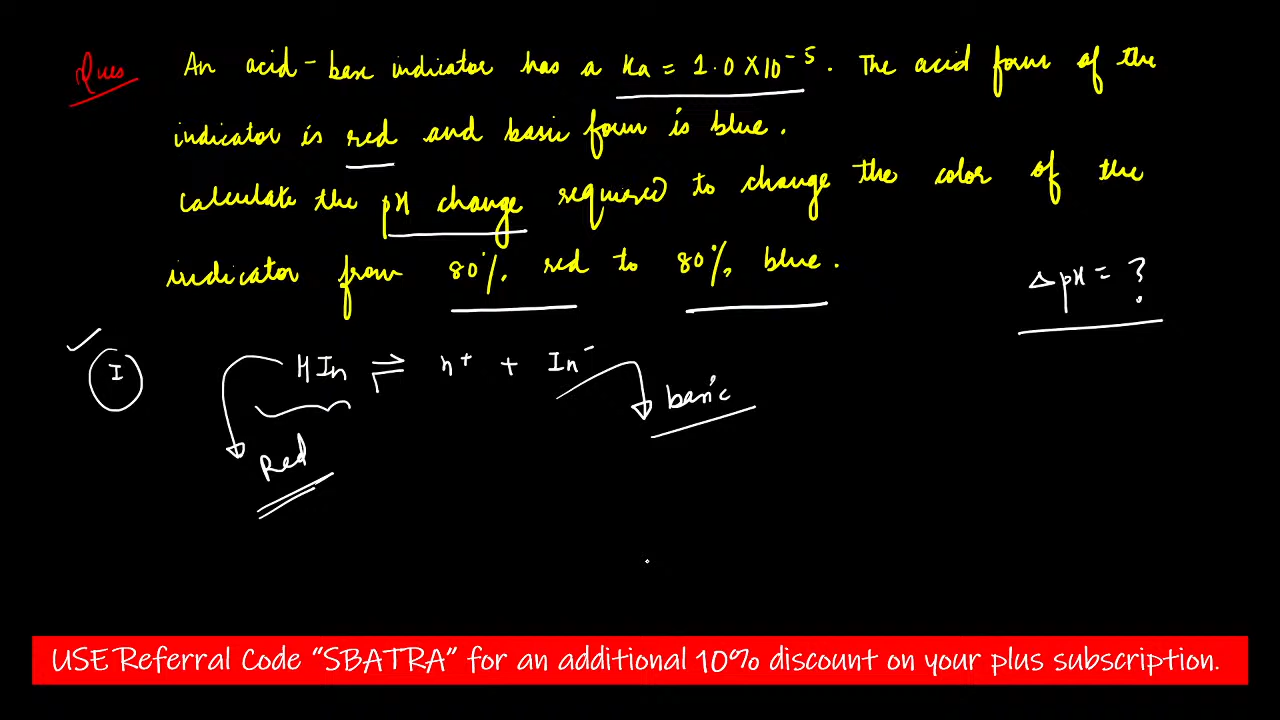 Ques An acid-base indicator has a Ka = 1.0 X 10⁻⁵. The acid form of the
indicator is red and basic form is blue.
calculate the pH change required to change the color of the
indicator from 80% red to 80% blue.
ΔpH = ?
I HIn ⇌ H⁺ + In⁻
basic
Red
USE Referral Code "SBATRA" for an additional 10% discount on your plus subscription.